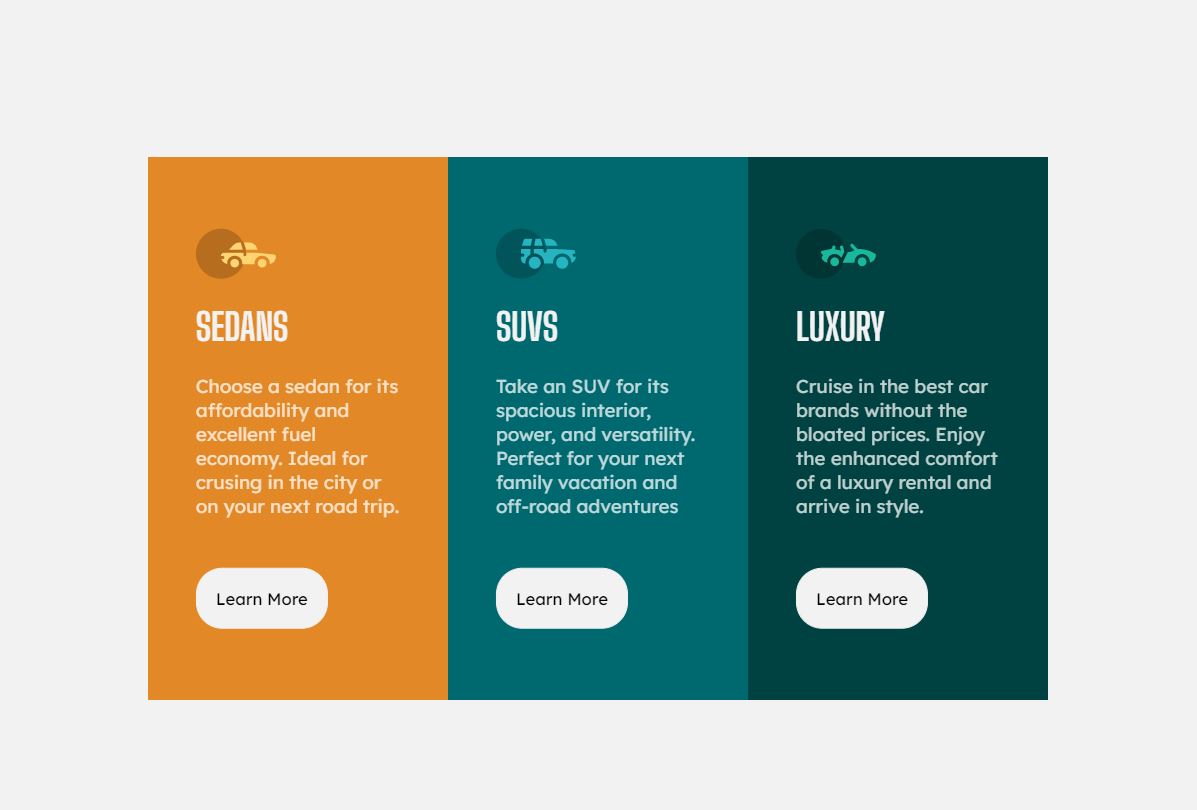 SEDANS
Choose a sedan for its
affordability and
excellent fuel
economy. Ideal for
crusing in the city or
on your next road trip.
Learn More
SUVS
Take an SUV for its
spacious interior,
power, and versatility.
Perfect for your next
family vacation and
off-road adventures
Learn More
LUXURY
Cruise in the best car
brands without the
bloated prices. Enjoy
the enhanced comfort
of a luxury rental and
arrive in style.
Learn More